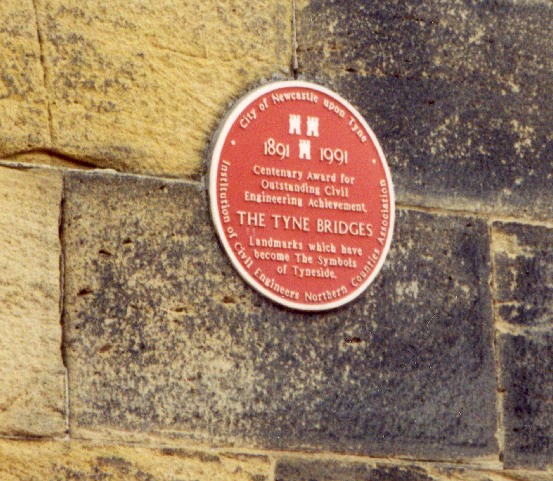 City of Newcastle upon Tyne
1891 1991
Centenary Award for
Outstanding Civil
Engineering Achievement.
THE TYNE BRIDGES
Landmarks which have
become The Symbols
of Tyneside.
Institution of Civil Engineers Northern Counties Association